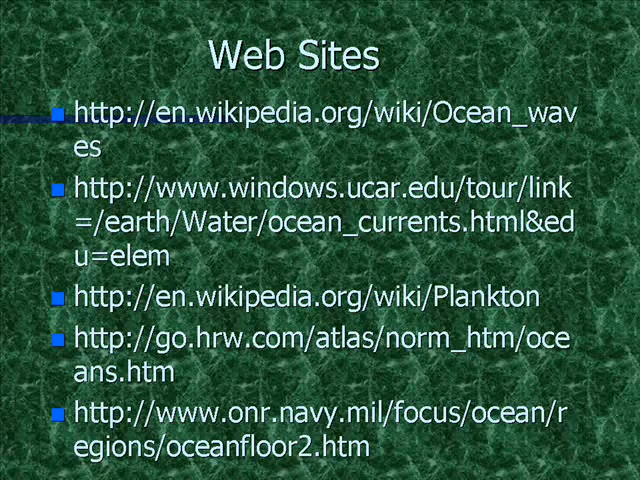 Web Sites
http://en.wikipedia.org/wiki/Ocean_wav
es
http://www.windows.ucar.edu/tour/link
=/earth/Water/ocean_currents.html&ed
u=elem
http://en.wikipedia.org/wiki/Plankton
http://go.hrw.com/atlas/norm_htm/oce
ans.htm
http://www.onr.navy.mil/focus/ocean/r
egions/oceanfloor2.htm